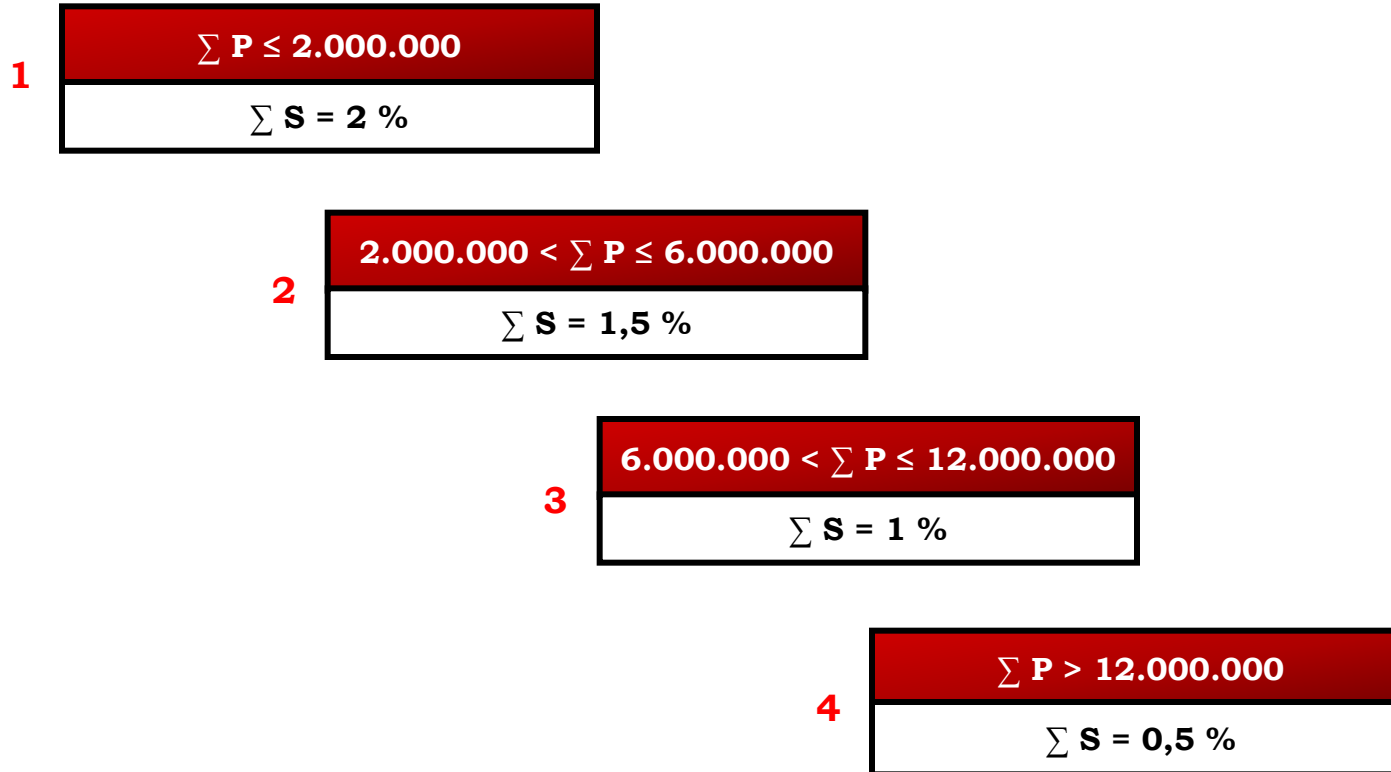 ∑ P ≤ 2.000.000
1
∑ S = 2 %
2.000.000 < ∑ P ≤ 6.000.000
2
∑ S = 1,5 %
6.000.000 < ∑ P ≤ 12.000.000
3
∑ S = 1 %
∑ P > 12.000.000
4
∑ S = 0,5 %